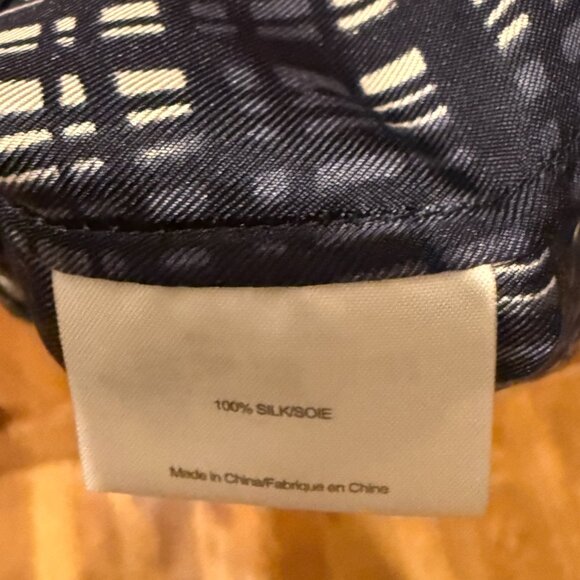 100% SILK/SOIE
Made in China/Fabrique en Chine